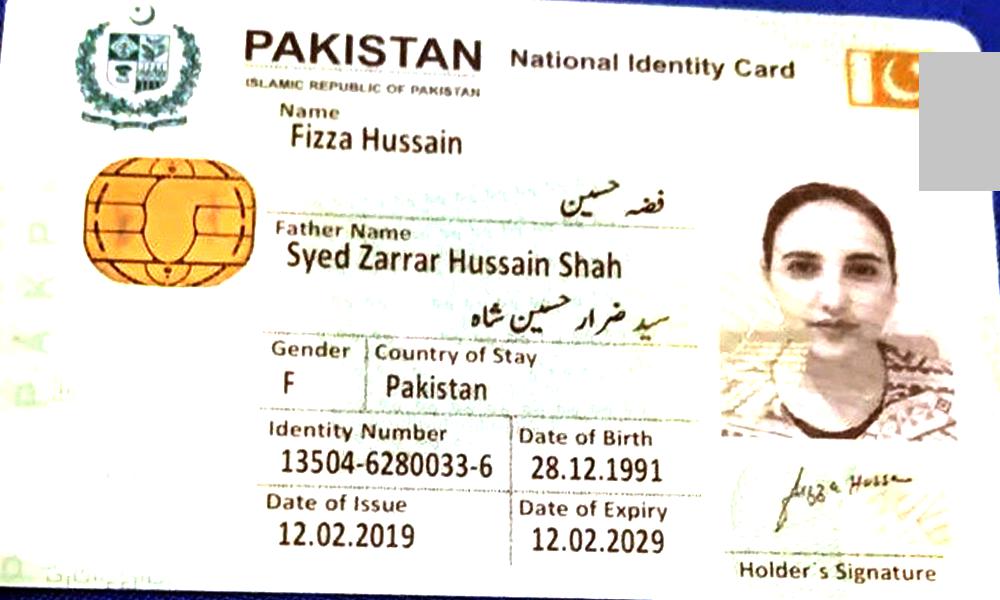 PAKISTAN National Identity Card
ISLAMIC REPUBLIC OF PAKISTAN
Name
Fizza Hussain
فضہ حسین
Father Name
Syed Zarrar Hussain Shah
سید ضرار حسین شاہ
Gender Country of Stay
F Pakistan
Identity Number Date of Birth
13504-6280033-6 28.12.1991
Date of Issue Date of Expiry
12.02.2019 12.02.2029
Holder's Signature